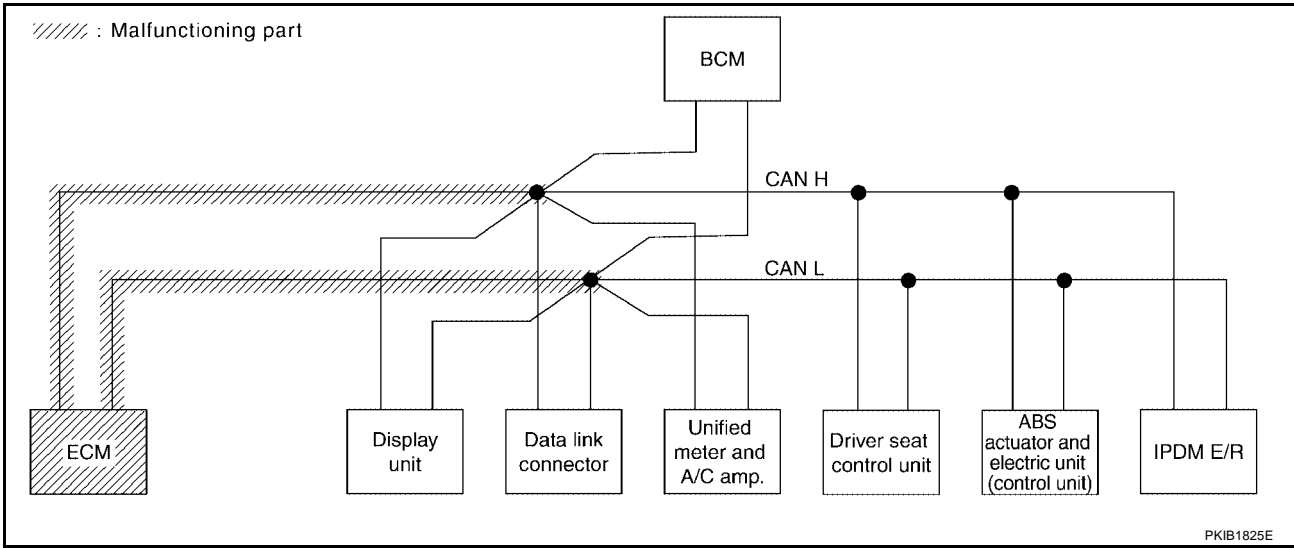 : Malfunctioning part
BCM
CAN H
CAN L
ECM
Display
unit
Data link
connector
Unified
meter and
A/C amp.
Driver seat
control unit
ABS
actuator and
electric unit
(control unit)
IPDM E/R
PKIB1825E